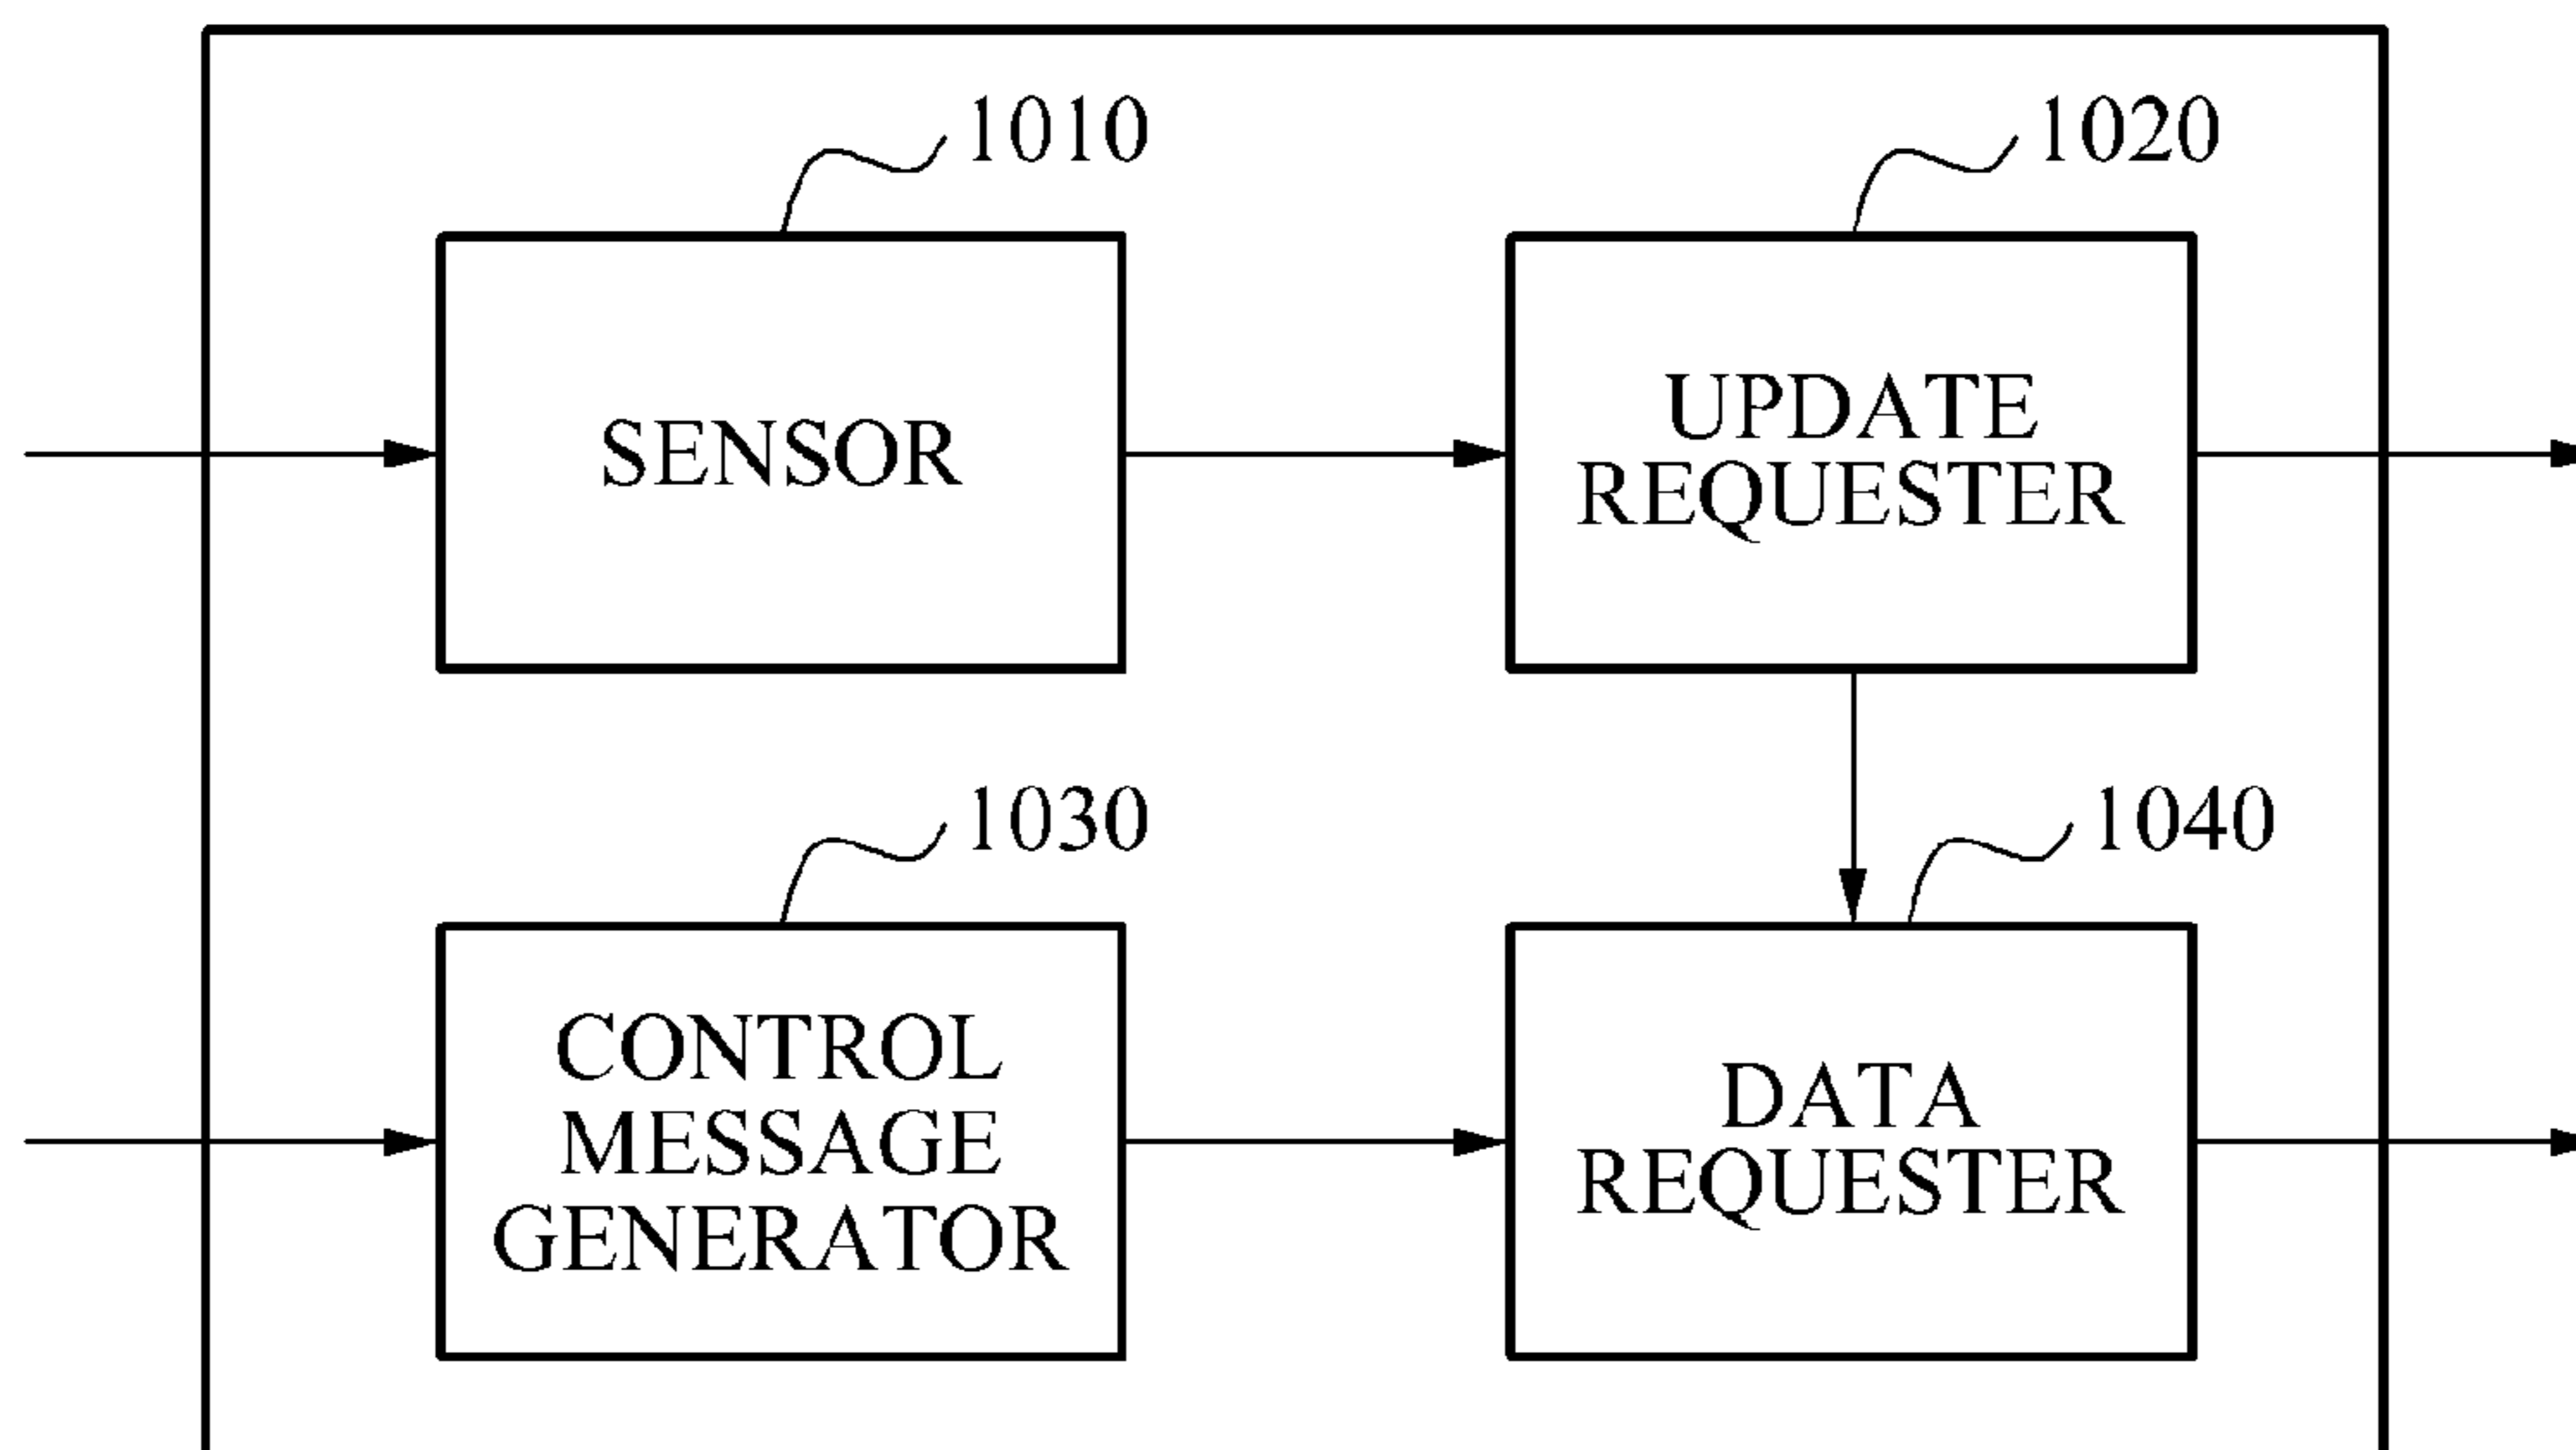 1010
1020
SENSOR
UPDATE
REQUESTER
1030
1040
CONTROL
MESSAGE
GENERATOR
DATA
REQUESTER